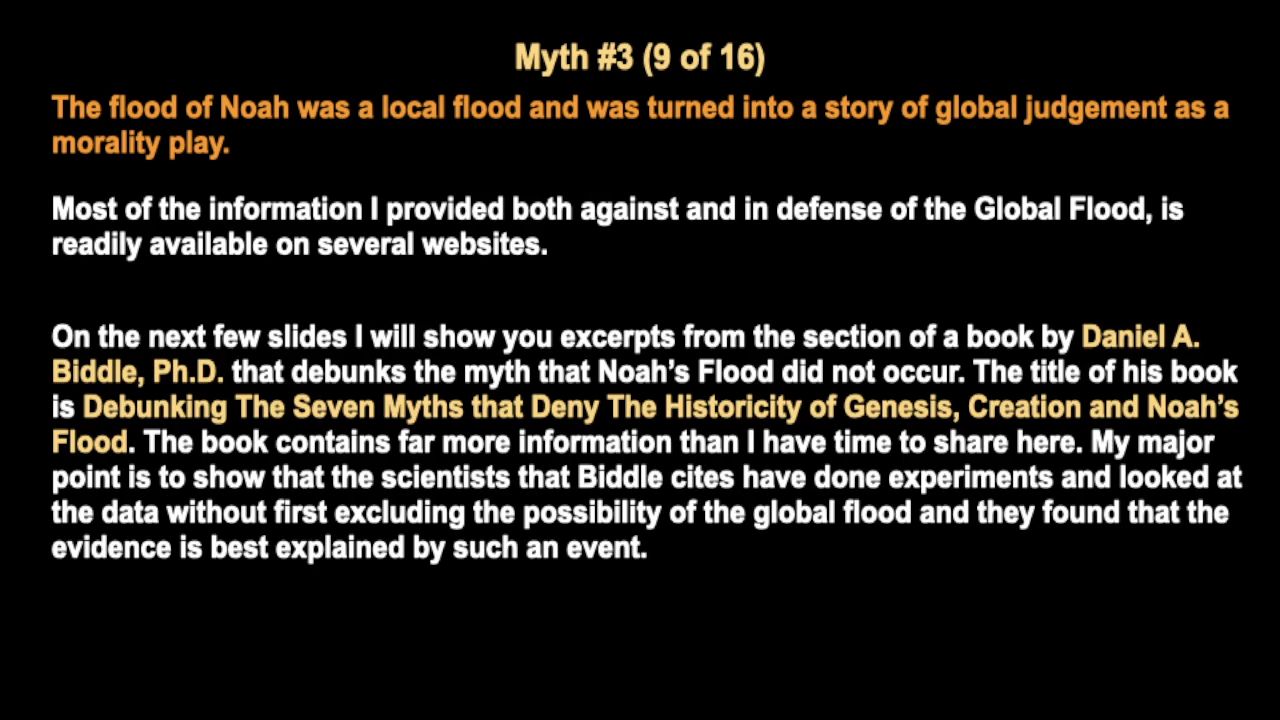 Myth #3 (9 of 16)
The flood of Noah was a local flood and was turned into a story of global judgement as a
morality play.
Most of the information I provided both against and in defense of the Global Flood, is
readily available on several websites.
On the next few slides I will show you excerpts from the section of a book by Daniel A.
Biddle, Ph.D. that debunks the myth that Noah’s Flood did not occur. The title of his book
is Debunking The Seven Myths that Deny The Historicity of Genesis, Creation and Noah’s
Flood. The book contains far more information than I have time to share here. My major
point is to show that the scientists that Biddle cites have done experiments and looked at
the data without first excluding the possibility of the global flood and they found that the
evidence is best explained by such an event.